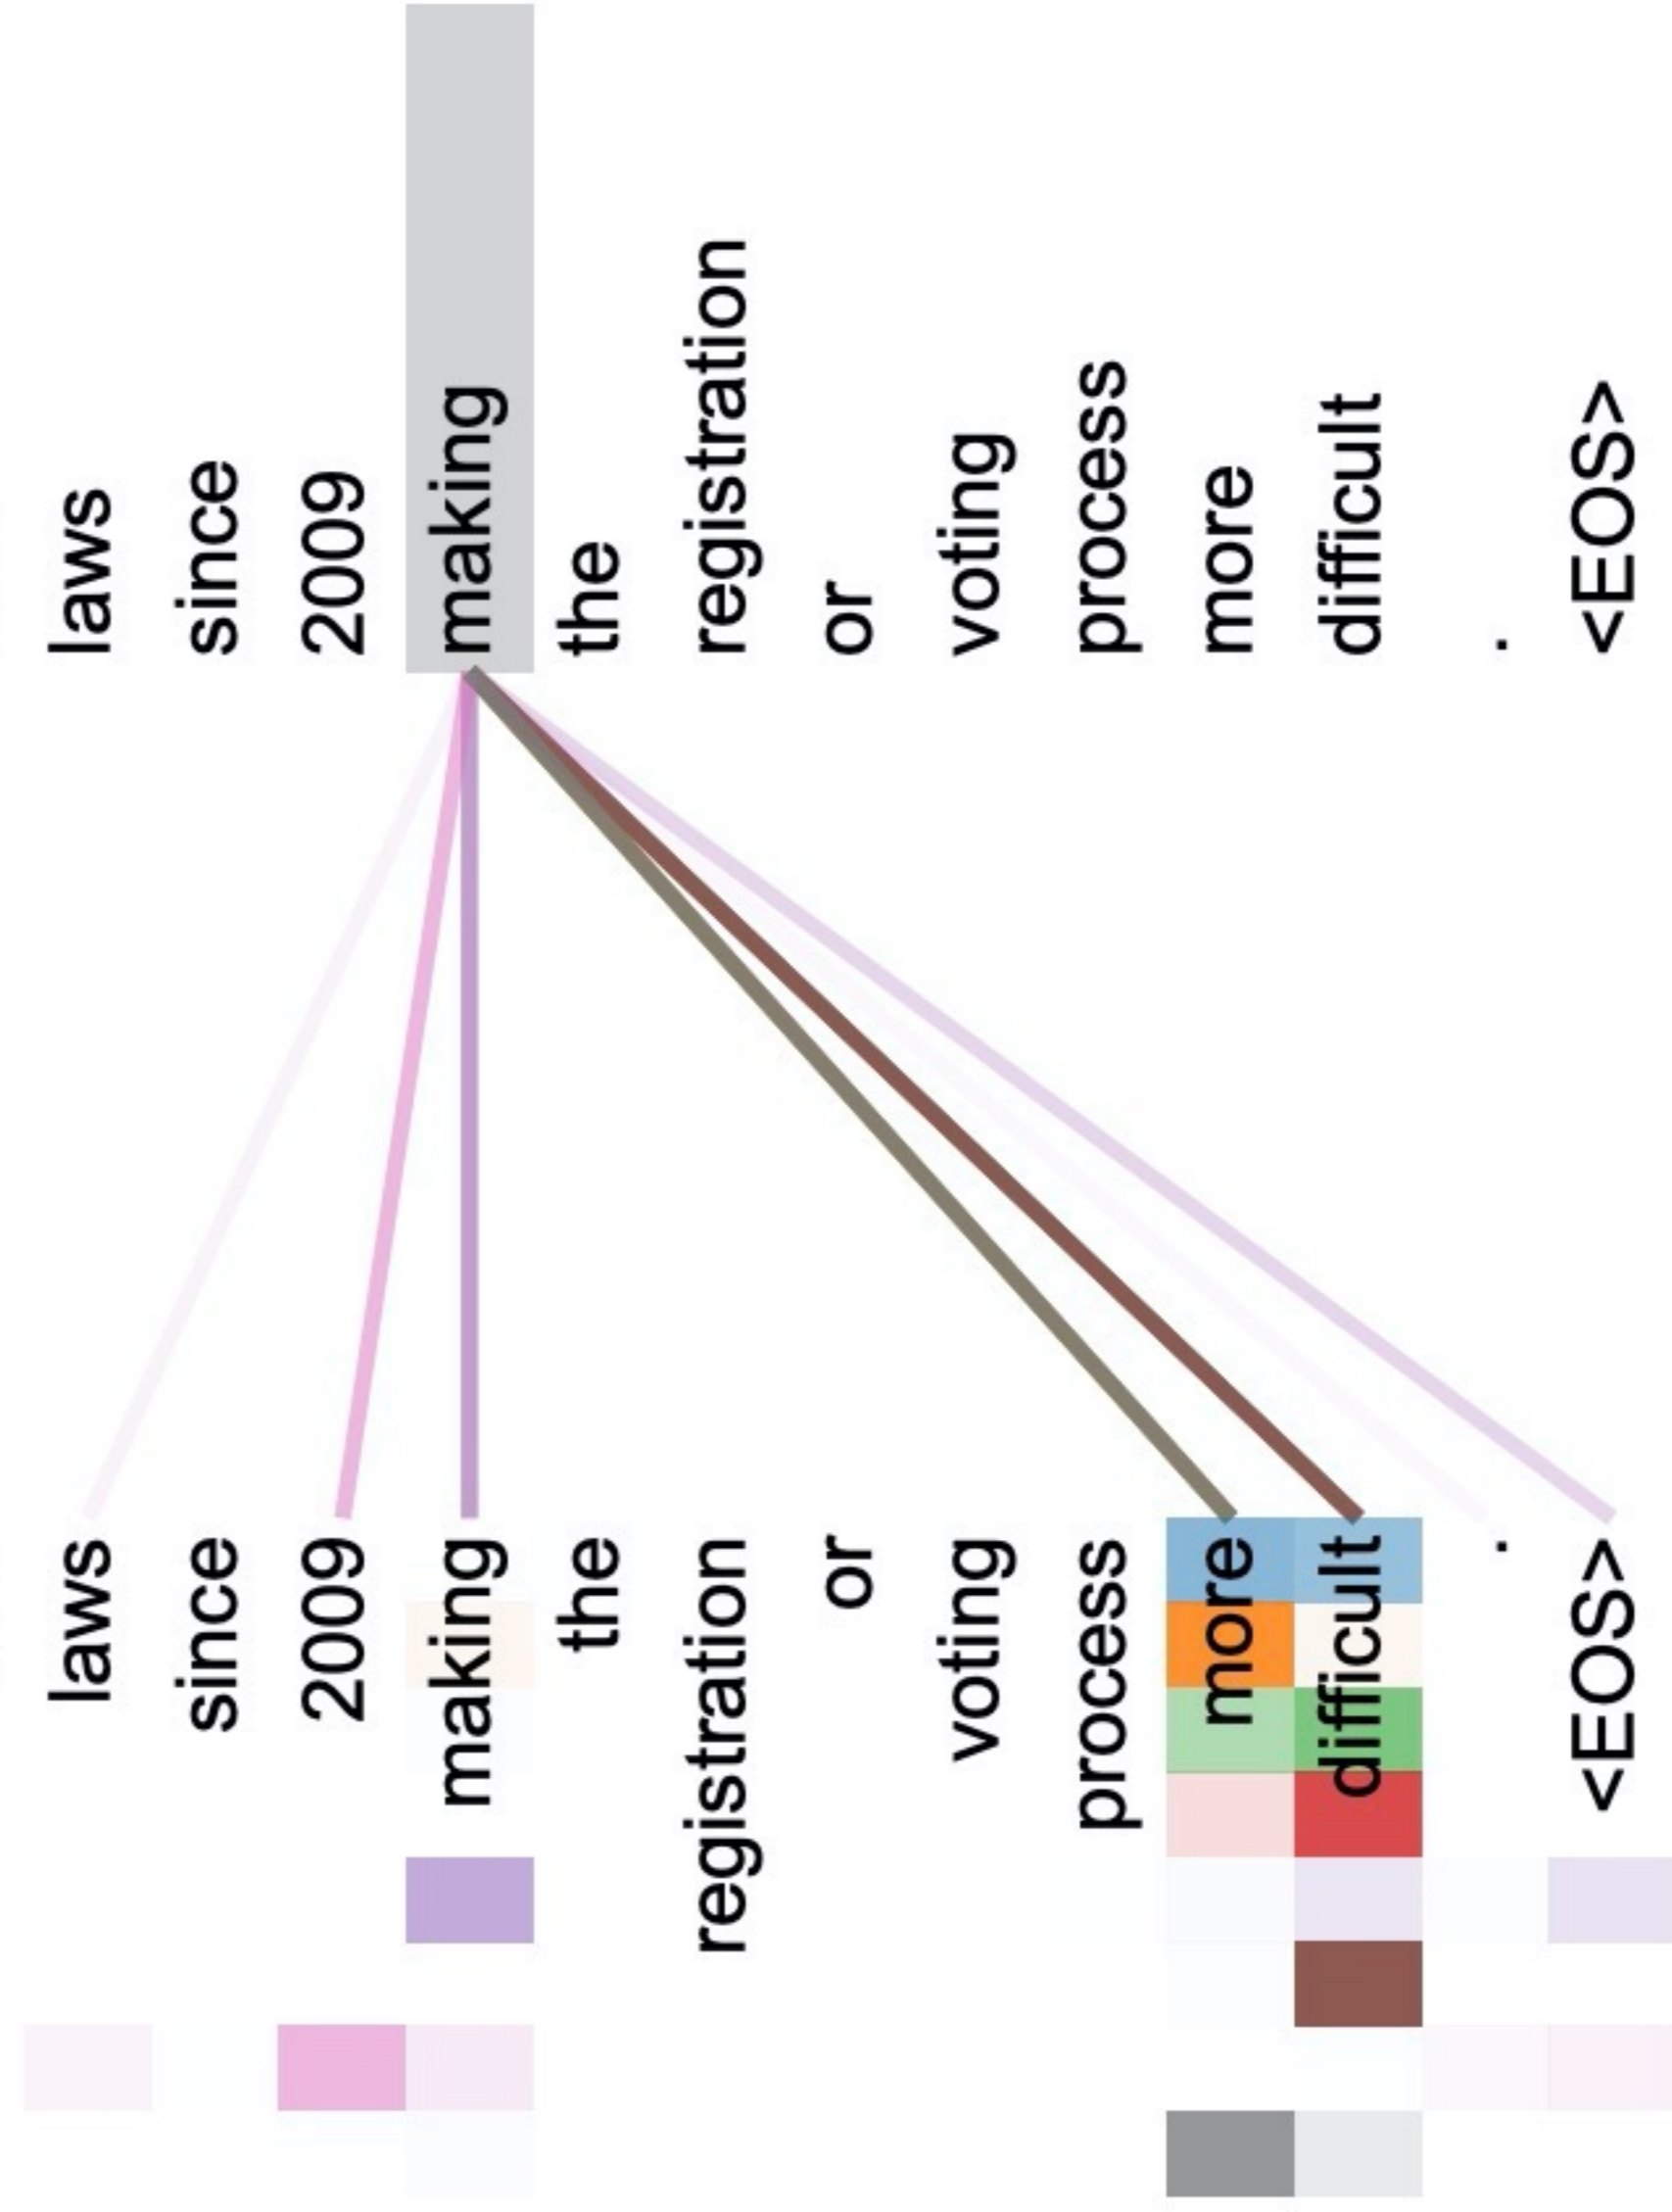 laws
since
2009
making
the
registration
or
voting
process
more
difficult
.
<EOS>
laws
since
2009
making
the
registration
or
voting
process
more
difficult
.
<EOS>